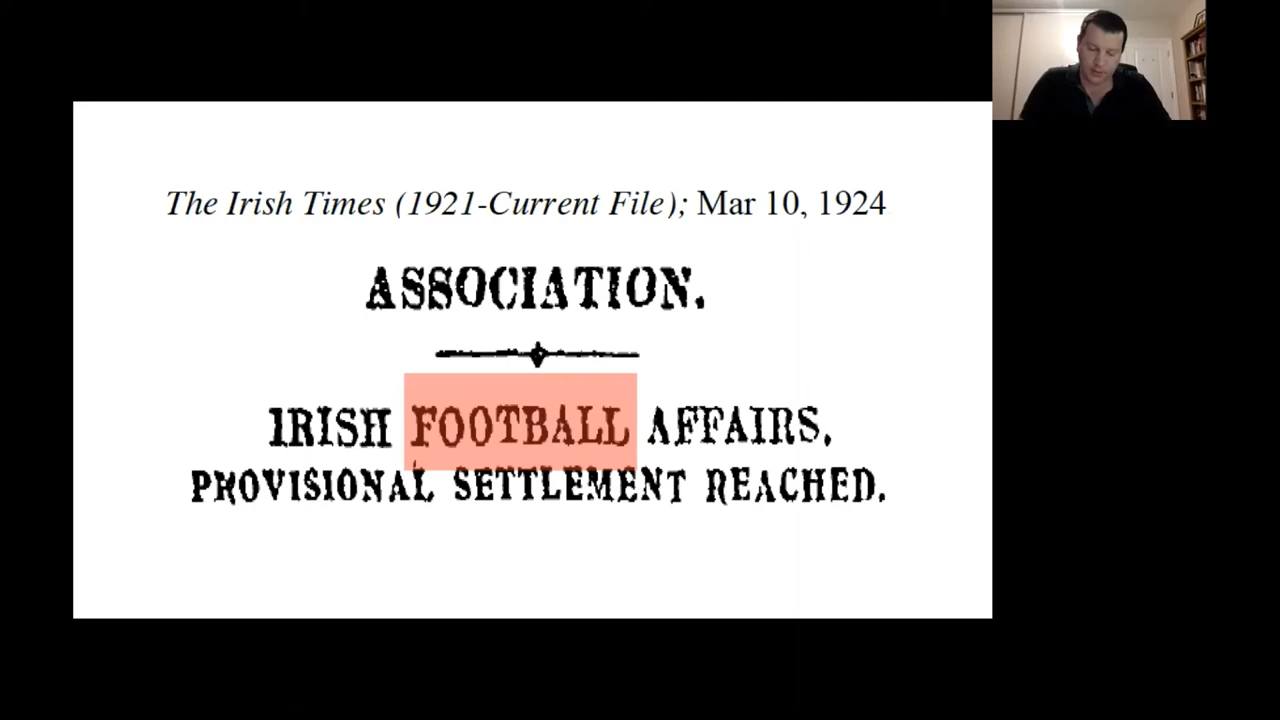 The Irish Times (1921-Current File); Mar 10, 1924
ASSOCIATION.
IRISH FOOTBALL AFFAIRS.
PROVISIONAL SETTLEMENT REACHED.